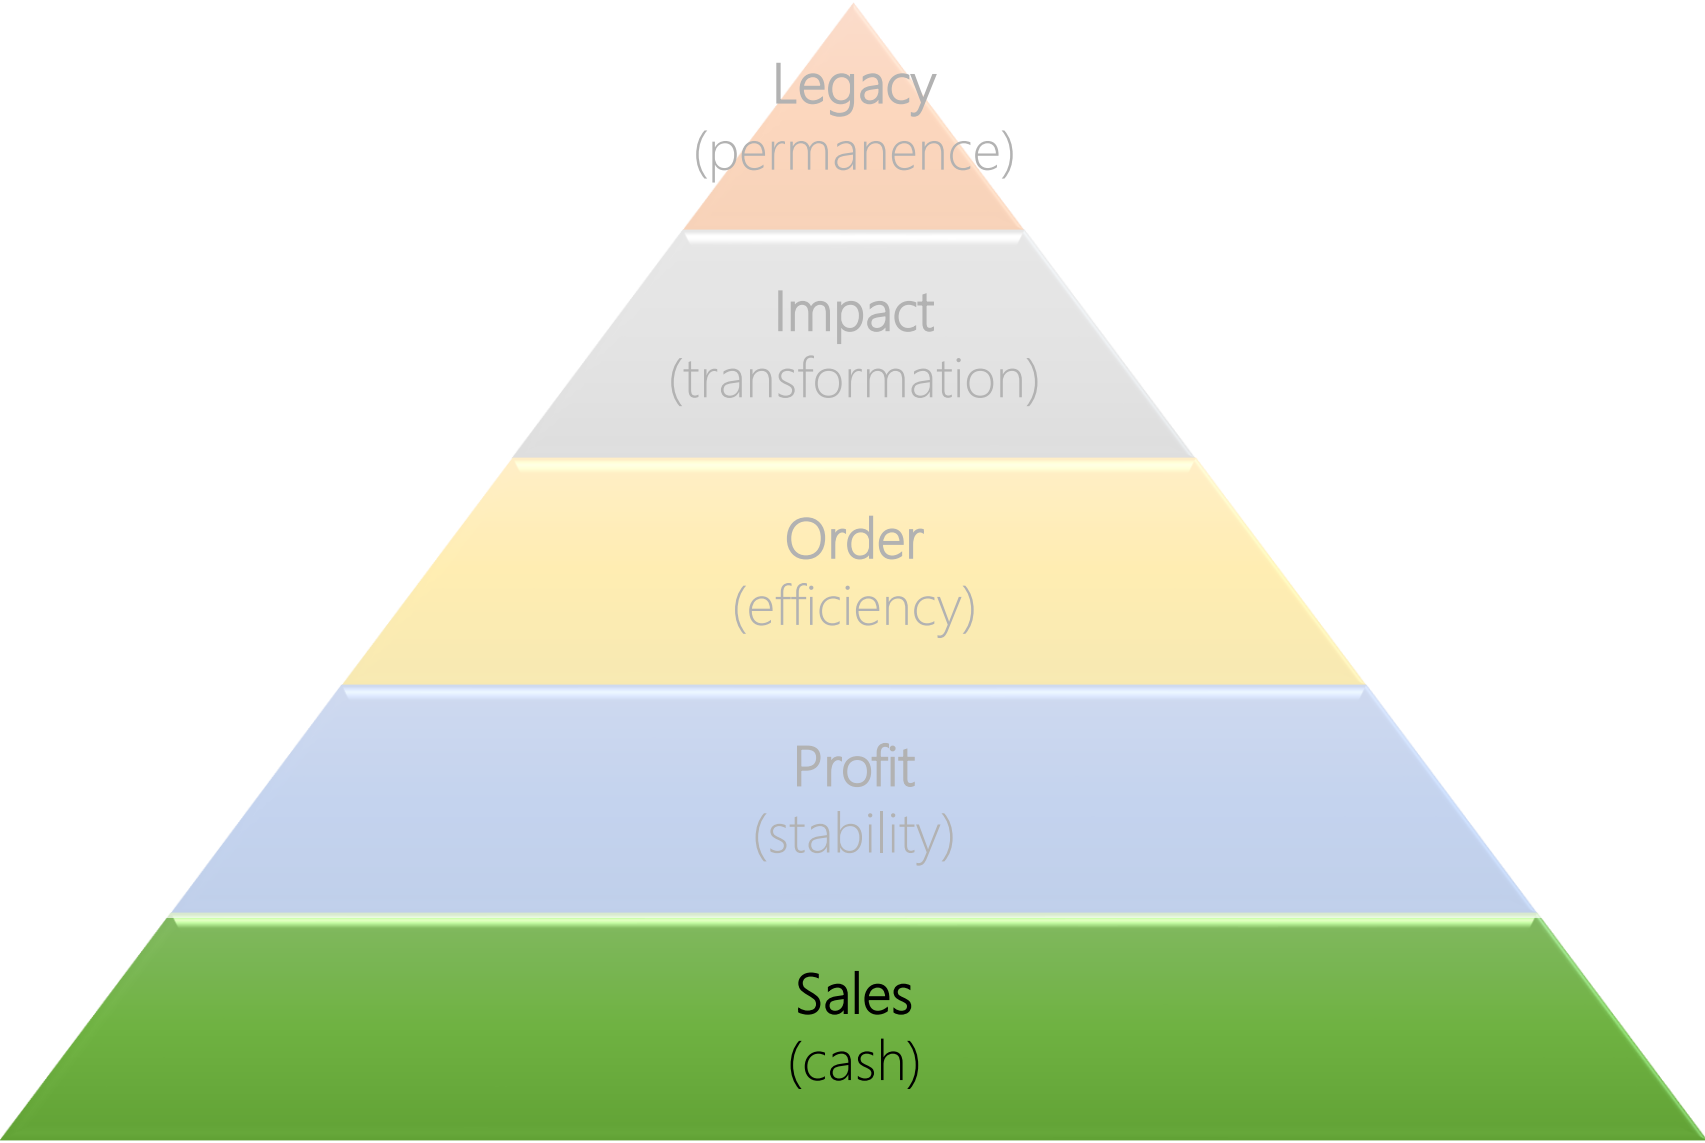 Legacy
(permanence)
Impact
(transformation)
Order
(efficiency)
Profit
(stability)
Sales
(cash)